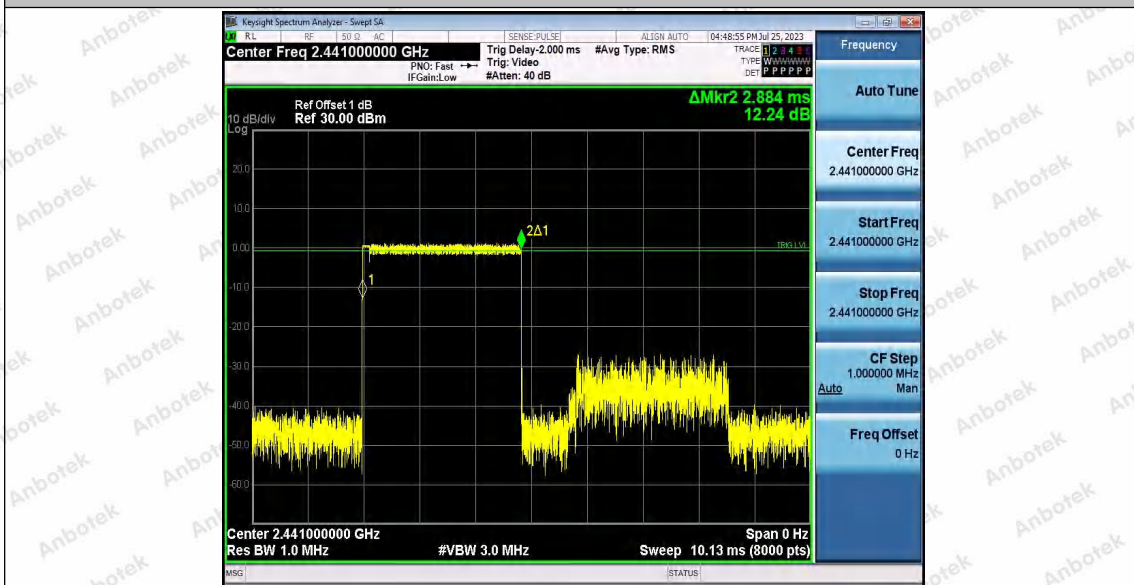 Keysight Spectrum Analyzer - Swept SA
RL RF 50 Ω AC SENSE:PULSE ALIGN AUTO 04:48:55 PM Jul 25, 2023
Center Freq 2.441000000 GHz
PNO: Fast
IFGain:Low
Trig Delay-2.000 ms
Trig: Video
#Atten: 40 dB
#Avg Type: RMS
TRACE 1 2 3 4 5 6
TYPE WWWWWW
DET P P P P P P
Frequency
ΔMkr2 2.884 ms
12.24 dB
Ref Offset 1 dB
10 dB/div Ref 30.00 dBm
Log
20.0
10.0
0.00
-10.0
-20.0
-30.0
-40.0
-50.0
-60.0
2Δ1
TRIG LVL
1
Auto Tune
Center Freq
2.441000000 GHz
Start Freq
2.441000000 GHz
Stop Freq
2.441000000 GHz
CF Step
1.000000 MHz
Auto Man
Freq Offset
0 Hz
Center 2.441000000 GHz Span 0 Hz
Res BW 1.0 MHz #VBW 3.0 MHz Sweep 10.13 ms (8000 pts)
MSG STATUS
Anbotek